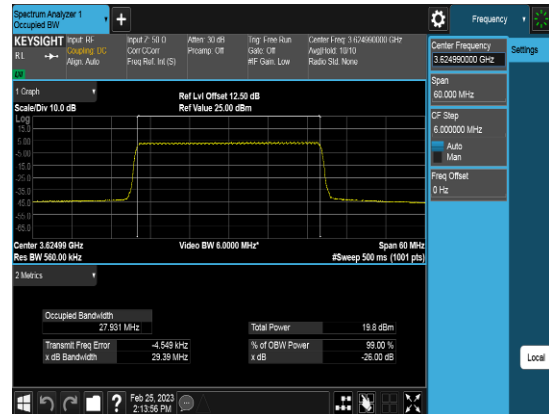 Spectrum Analyzer 1
Occupied BW
Frequency
KEYSIGHT Input: RF
R L
Coupling: DC
Align: Auto
Input Z: 50 Ω
Corr CCorr
Freq Ref: Int (S)
Atten: 30 dB
Preamp: Off
Trig: Free Run
Gate: Off
#IF Gain: Low
Center Freq: 3.624990000 GHz
Avg|Hold: 10/10
Radio Std: None
Center Frequency
3.624990000 GHz
Settings
Span
60.000 MHz
CF Step
6.000000 MHz
Auto
Man
Freq Offset
0 Hz
Local
1 Graph
Scale/Div 10.0 dB
Ref Lvl Offset 12.50 dB
Ref Value 25.00 dBm
Log
15.0
5.00
-5.00
-15.0
-25.0
-35.0
-45.0
-55.0
-65.0
Center 3.62499 GHz
Res BW 560.00 kHz
Video BW 6.0000 MHz*
Span 60 MHz
#Sweep 500 ms (1001 pts)
2 Metrics
Occupied Bandwidth
27.931 MHz
Total Power 19.8 dBm
Transmit Freq Error -4.549 kHz
% of OBW Power 99.00 %
x dB Bandwidth 29.39 MHz
x dB -26.00 dB
Feb 25, 2023
2:13:56 PM